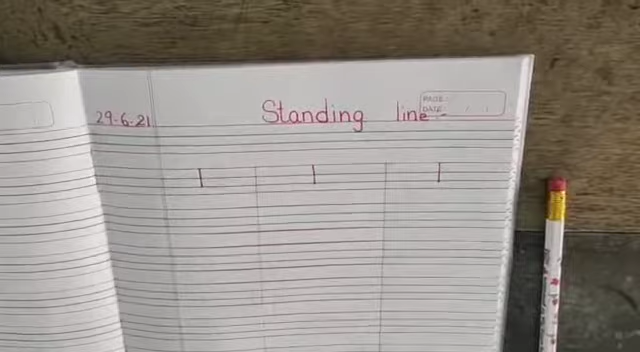 PAGE:
29-6-21 Standing line -
DATE: / /
| | |